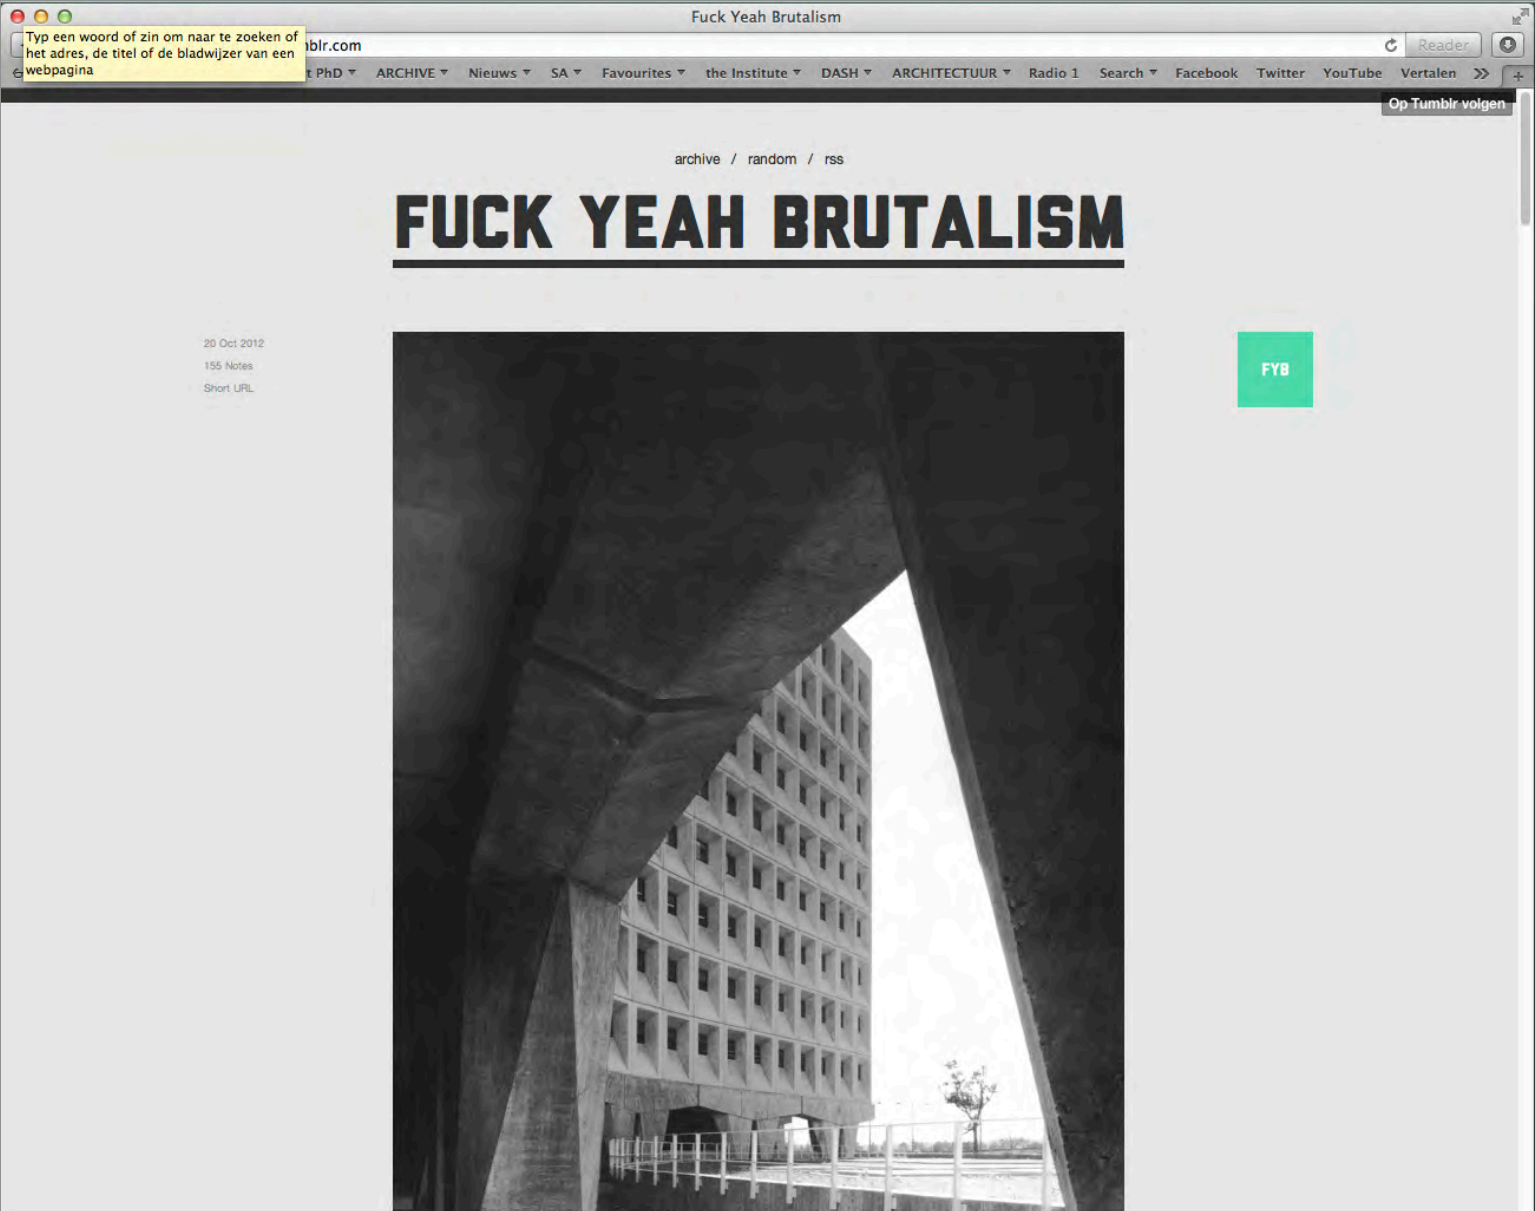 Fuck Yeah Brutalism
Typ een woord of zin om naar te zoeken of
het adres, de titel of de bladwijzer van een
webpagina
blr.com
Reader
PhD ARCHIVE Nieuws SA Favourites the Institute DASH ARCHITECTUUR Radio 1 Search Facebook Twitter YouTube Vertalen
Op Tumblr volgen
archive / random / rss
FUCK YEAH BRUTALISM
20 Oct 2012
155 Notes
Short URL
FYB